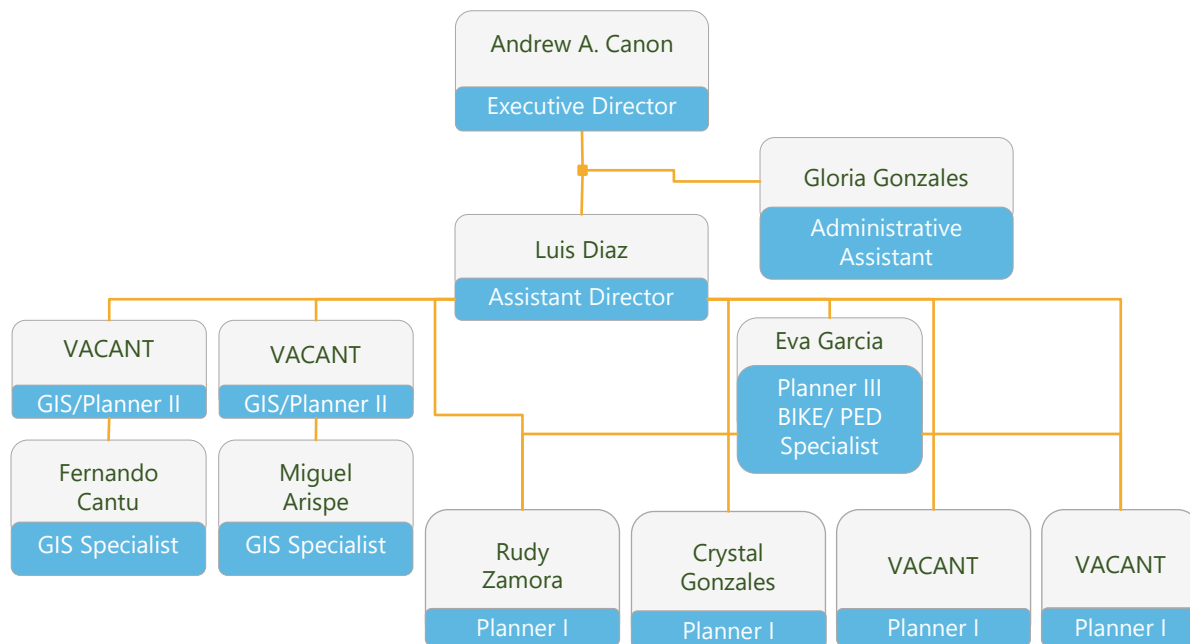 Andrew A. Canon
Executive Director
Gloria Gonzales
Administrative
Assistant
Luis Diaz
Assistant Director
VACANT
GIS/Planner II
VACANT
GIS/Planner II
Eva Garcia
Planner III
BIKE/ PED
Specialist
Fernando
Cantu
GIS Specialist
Miguel
Arispe
GIS Specialist
Rudy
Zamora
Planner I
Crystal
Gonzales
Planner I
VACANT
Planner I
VACANT
Planner I